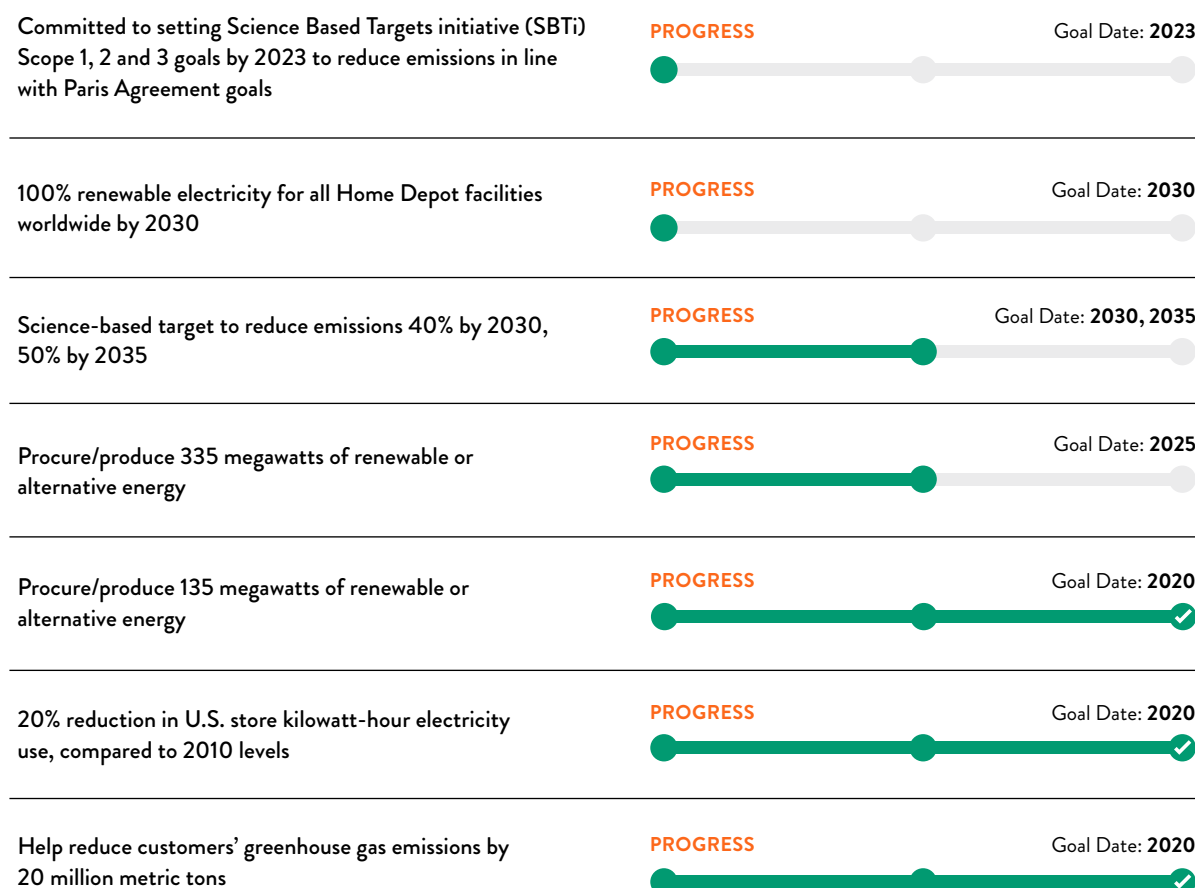 Committed to setting Science Based Targets initiative (SBTi)
Scope 1, 2 and 3 goals by 2023 to reduce emissions in line
with Paris Agreement goals
PROGRESS
Goal Date: 2023
100% renewable electricity for all Home Depot facilities
worldwide by 2030
PROGRESS
Goal Date: 2030
Science-based target to reduce emissions 40% by 2030,
50% by 2035
PROGRESS
Goal Date: 2030, 2035
Procure/produce 335 megawatts of renewable or
alternative energy
PROGRESS
Goal Date: 2025
Procure/produce 135 megawatts of renewable or
alternative energy
PROGRESS
Goal Date: 2020
20% reduction in U.S. store kilowatt-hour electricity
use, compared to 2010 levels
PROGRESS
Goal Date: 2020
Help reduce customers’ greenhouse gas emissions by
20 million metric tons
PROGRESS
Goal Date: 2020